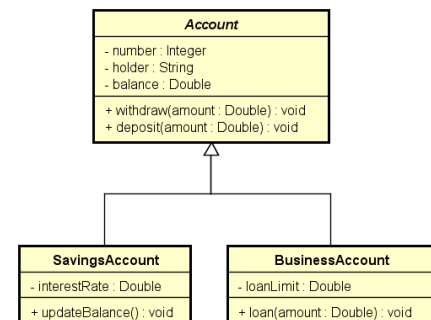 Account
- number : Integer
- holder : String
- balance : Double
+ withdraw(amount : Double) : void
+ deposit(amount : Double) : void
SavingsAccount
- interestRate : Double
+ updateBalance() : void
BusinessAccount
- loanLimit : Double
+ loan(amount : Double) : void